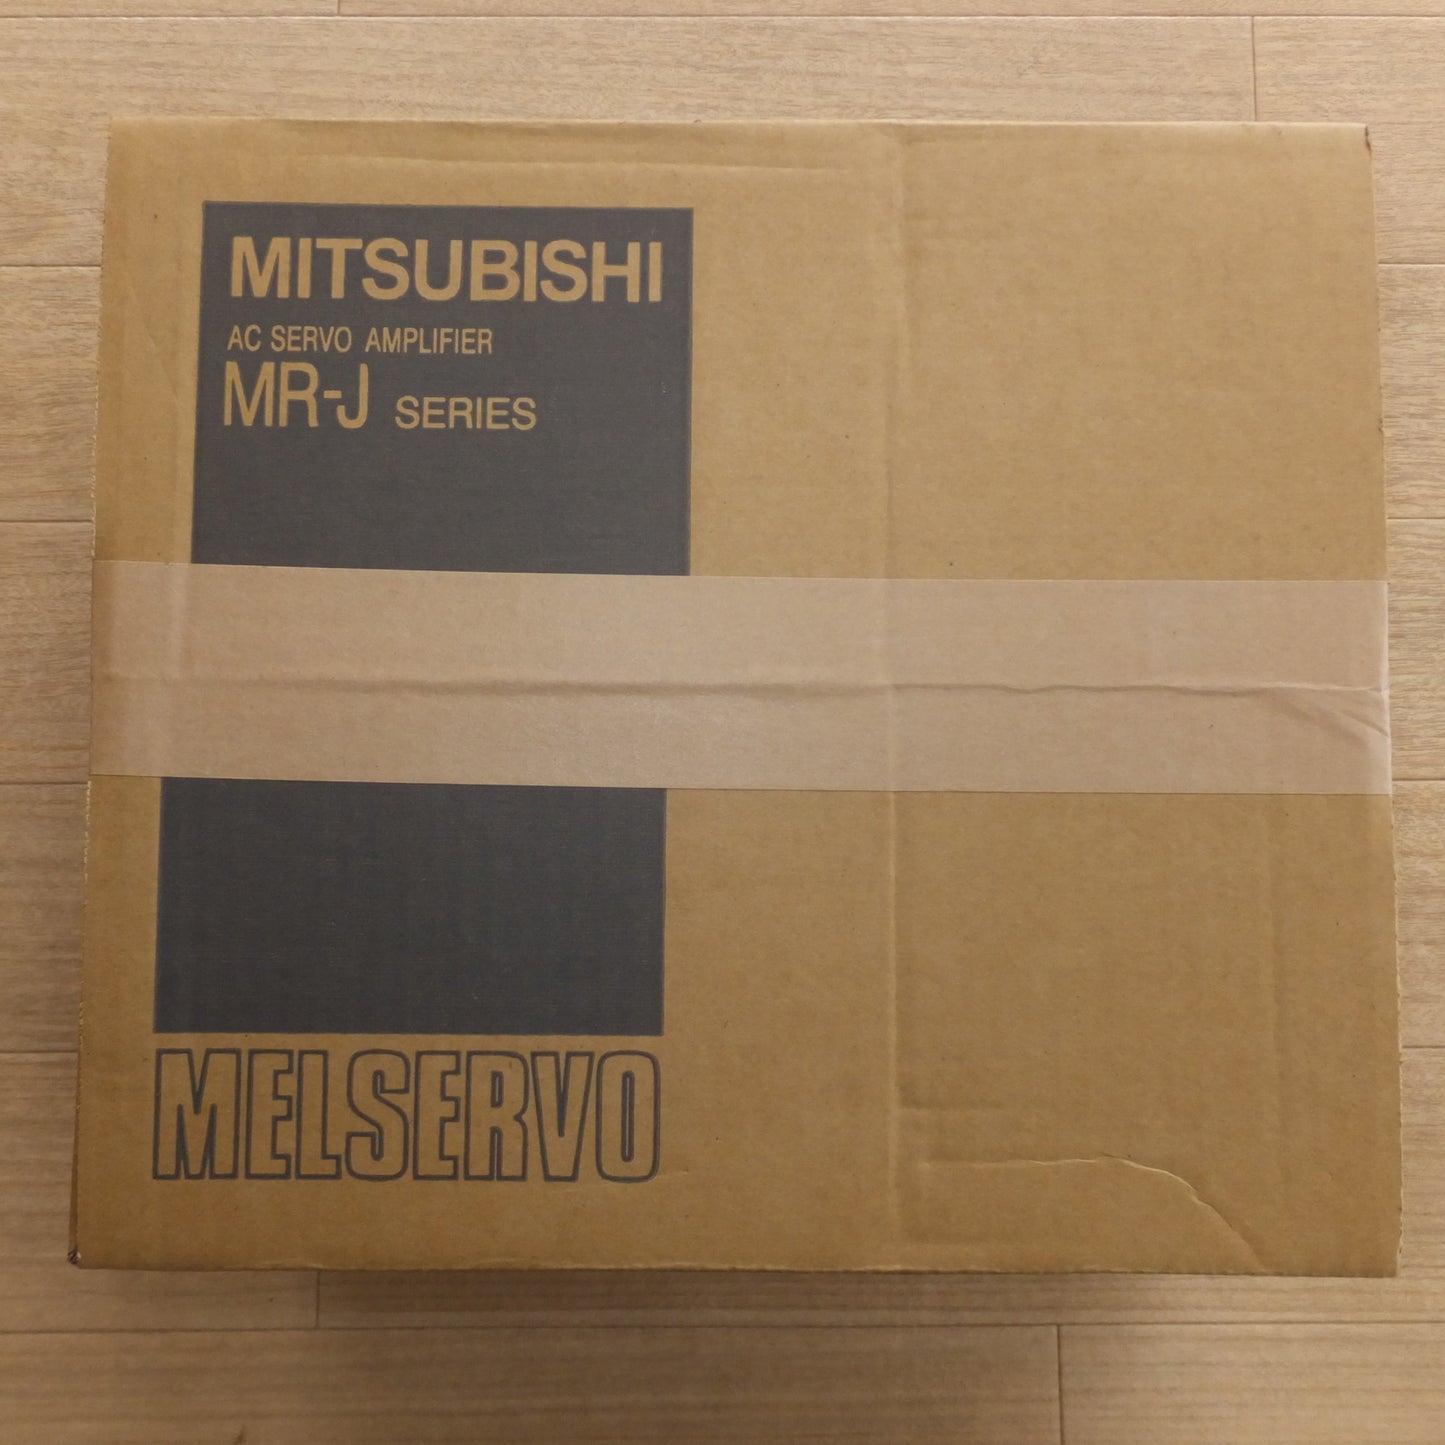 MITSUBISHI
AC SERVO AMPLIFIER
MR-J SERIES
MELSERVO